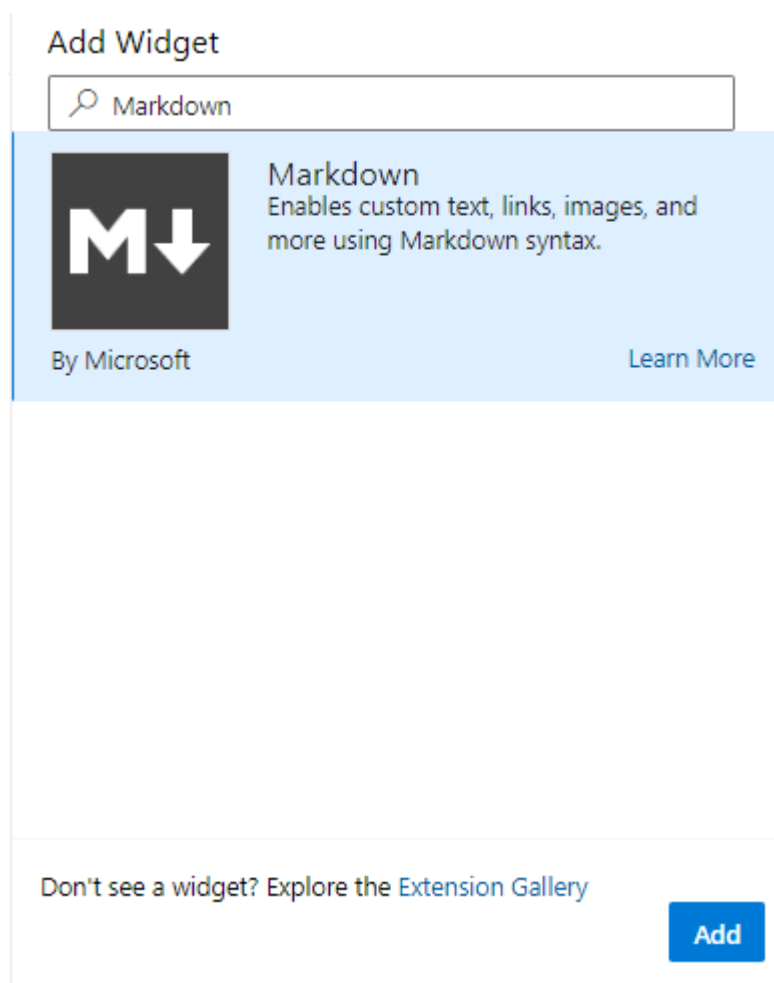 Add Widget
Markdown
M
Markdown
Enables custom text, links, images, and
more using Markdown syntax.
By Microsoft
Learn More
Don't see a widget? Explore the Extension Gallery
Add